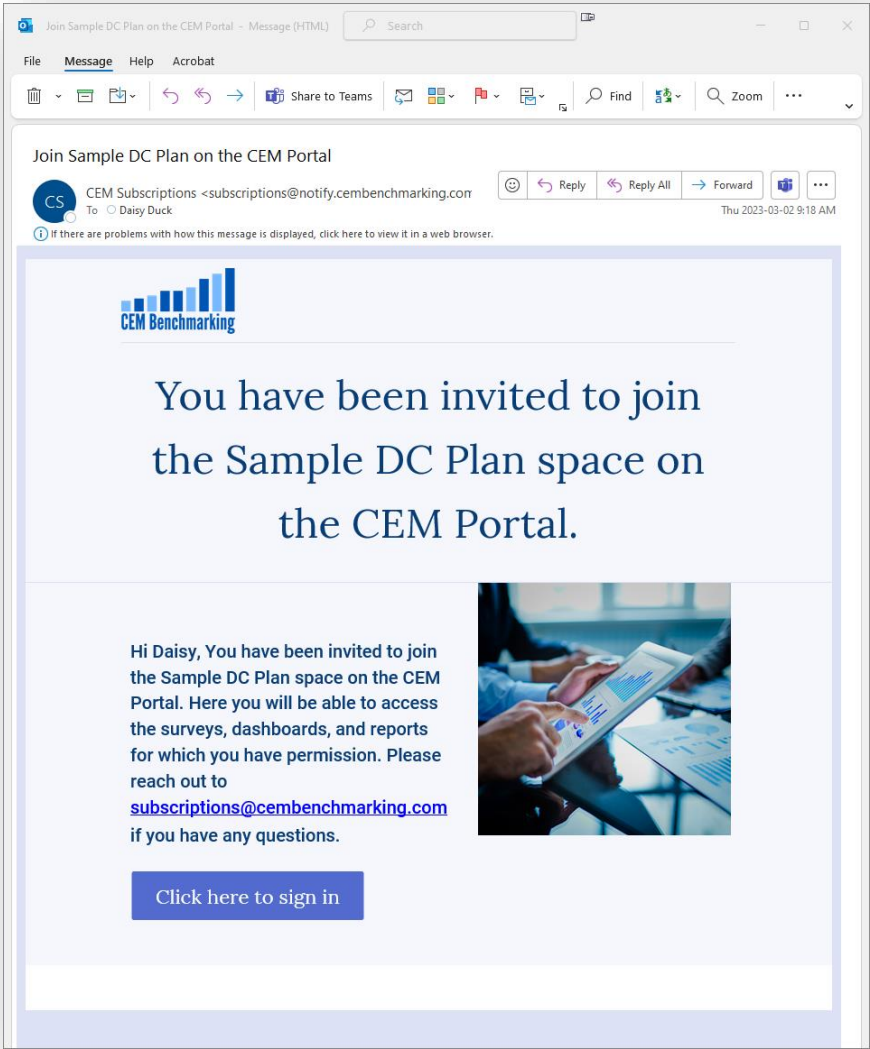 Join Sample DC Plan on the CEM Portal - Message (HTML)
Search
File Message Help Acrobat
Share to Teams
Find
Zoom
Join Sample DC Plan on the CEM Portal
CS
CEM Subscriptions <subscriptions@notify.cembenchmarking.com
Reply
Reply All
Forward
To Daisy Duck
Thu 2023-03-02 9:18 AM
If there are problems with how this message is displayed, click here to view it in a web browser.
CEM Benchmarking
You have been invited to join
the Sample DC Plan space on
the CEM Portal.
Hi Daisy, You have been invited to join
the Sample DC Plan space on the CEM
Portal. Here you will be able to access
the surveys, dashboards, and reports
for which you have permission. Please
reach out to
subscriptions@cembenchmarking.com
if you have any questions.
Click here to sign in